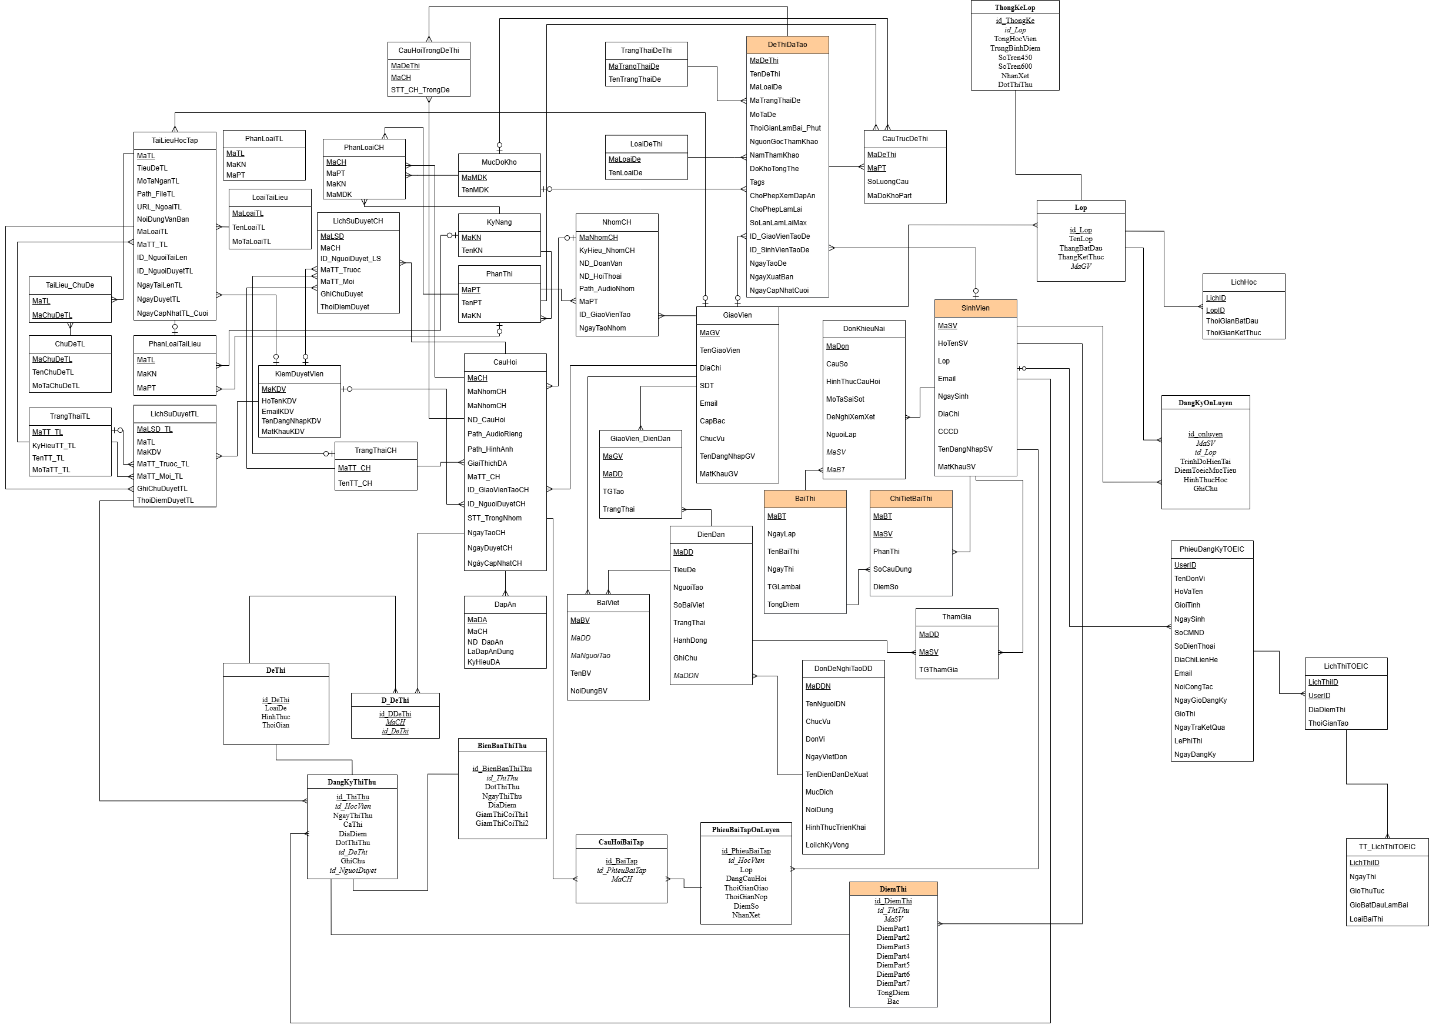 ThongKeLop
id_ThongKe
id_Lop
TongHocVien
TrungBinhDiem
SoTren450
SoTren600
NhanXet
DotThiThu
CauHoiTrongDeThi
MaDeThi
MaCH
STT_CH_TrongDe
TrangThaiDeThi
MaTrangThaiDe
TenTrangThaiDe
DeThiDaTao
MaDeThi
TenDeThi
MaLoaiDe
MaTrangThaiDe
MoTaDe
ThoiGianLamBai_Phut
NguonGocThamKhao
NamThamKhao
DoKhoTongThe
Tags
ChoPhepXemDapAn
ChoPhepLamLai
SoLanLamLaiMax
ID_GiaoVienTaoDe
ID_SinhVienTaoDe
NgayTaoDe
NgayXuatBan
NgayCapNhatCuoi
TaiLieuHocTap
MaTL
TieuDeTL
MoTaNganTL
Path_FileTL
URL_NgoaiTL
NoiDungVanBan
MaLoaiTL
MaTT_TL
ID_NguoiTaiLen
ID_NguoiDuyetTL
NgayTaiLenTL
NgayDuyetTL
NgayCapNhatTL_Cuoi
PhanLoaiTL
MaTL
MaKN
MaPT
PhanLoaiCH
MaCH
MaPT
MaKN
MaMDK
MucDoKho
MaMDK
TenMDK
LoaiDeThi
MaLoaiDe
TenLoaiDe
CauTrucDeThi
MaDeThi
MaPT
SoLuongCau
MaDoKhoPart
LoaiTaiLieu
MaLoaiTL
TenLoaiTL
MoTaLoaiTL
LichSuDuyetCH
MaLSD
MaCH
ID_NguoiDuyet_LS
MaTT_Truoc
MaTT_Moi
GhiChuDuyet
ThoiDiemDuyet
KyNang
MaKN
TenKN
PhanThi
MaPT
TenPT
MaKN
NhomCH
MaNhomCH
KyHieu_NhomCH
ND_DoanVan
ND_HoiThoai
Path_AudioNhom
MaPT
ID_GiaoVienTao
NgayTaoNhom
Lop
id_Lop
TenLop
ThangBatDau
ThangKetThuc
MaGV
LichHoc
LichID
LopID
ThoiGianBatDau
ThoiGianKetThuc
TaiLieu_ChuDe
MaTL
MaChuDeTL
ChuDeTL
MaChuDeTL
TenChuDeTL
MoTaChuDeTL
PhanLoaiTaiLieu
MaTL
MaKN
MaPT
KiemDuyetVien
MaKDV
HoTenKDV
EmailKDV
TenDangNhapKDV
MatKhauKDV
CauHoi
MaCH
MaNhomCH
MaNhomCH
ND_CauHoi
Path_AudioRieng
Path_HinhAnh
GiaiThichDA
MaTT_CH
ID_GiaoVienTaoCH
ID_NguoiDuyetCH
STT_TrongNhom
NgayTaoCH
NgayDuyetCH
NgàyCapNhatCH
GiaoVien
MaGV
TenGiaoVien
DiaChi
SDT
Email
CapBac
ChucVu
TenDangNhapGV
MatKhauGV
DonKhieuNai
MaDon
CauSo
HinhThucCauHoi
MoTaSaiSot
DeNghiXemXet
NguoiLap
MaSV
MaBT
SinhVien
MaSV
HoTenSV
Lop
Email
NgaySinh
DiaChi
CCCD
TenDangNhapSV
MatKhauSV
DangKyOnLuyen
id_onluyen
MaSV
id_Lop
TrinhDoHienTai
DiemToeicMucTieu
HinhThucHoc
GhiChu
TrangThaiTL
MaTT_TL
KyHieuTT_TL
TenTT_TL
MoTaTT_TL
LichSuDuyetTL
MaLSD_TL
MaTL
MaKDV
MaTT_Truoc_TL
MaTT_Moi_TL
GhiChuDuyetTL
ThoiDiemDuyetTL
TrangThaiCH
MaTT_CH
TenTT_CH
GiaoVien_DienDan
MaGV
MaDD
TGTao
TrangThai
DienDan
MaDD
TieuDe
NguoiTao
SoBaiViet
TrangThai
HanhDong
GhiChu
MaDDN
BaiThi
MaBT
NgayLap
TenBaiThi
NgayThi
TGLambai
TongDiem
ChiTietBaiThi
MaBT
MaSV
PhanThi
SoCauDung
DiemSo
PhieuDangKyTOEIC
UserID
TenDonVi
HoVaTen
GioiTinh
NgaySinh
SoCMND
SoDienThoai
DiaChiLienHe
Email
NoiCongTac
NgayGioDangKy
GioThi
NgayTraKetQua
LePhiThi
NgayDangKy
DapAn
MaDA
MaCH
ND_DapAn
LaDapAnDung
KyHieuDA
BaiViet
MaBV
MaDD
MaNguoiTao
TenBV
NoiDungBV
ThamGia
MaDD
MaSV
TGThamGia
DonDeNghiTaoDD
MaDDN
TenNguoiDN
ChucVu
DonVi
NgayVietDon
TenDienDanDeXuat
MucDich
NoiDung
HinhThucTrienKhai
LoiIchKyVong
LichThiTOEIC
LichThiID
UserID
DiaDiemThi
ThoiGianTao
DeThi
id_DeThi
LoaiDe
HinhThuc
ThoiGian
D_DeThi
id_DDeThi
MaCH
id_DeThi
BienBanThiThu
id_BienBanThiThu
id_ThiThu
DotThiThu
NgayThiThu
DiaDiem
GiamThiCoiThi1
GiamThiCoiThi2
DangKyThiThu
id_ThiThu
id_HocVien
NgayThiThu
CaThi
DiaDiem
DotThiThu
id_DeThi
GhiChu
id_NguoiDuyet
CauHoiBaiTap
id_BaiTap
id_PhieuBaiTap
MaCH
PhieuBaiTapOnLuyen
id_PhieuBaiTap
id_HocVien
Lop
DangCauHoi
ThoiGianGiao
ThoiGianNop
DiemSo
NhanXet
DiemThi
id_DiemThi
id_ThiThu
MaSV
DiemPart1
DiemPart2
DiemPart3
DiemPart4
DiemPart5
DiemPart6
DiemPart7
TongDiem
Bac
TT_LichThiTOEIC
LichThiID
NgayThi
GioThuTuc
GioBatDauLamBai
LoaiBaiThi